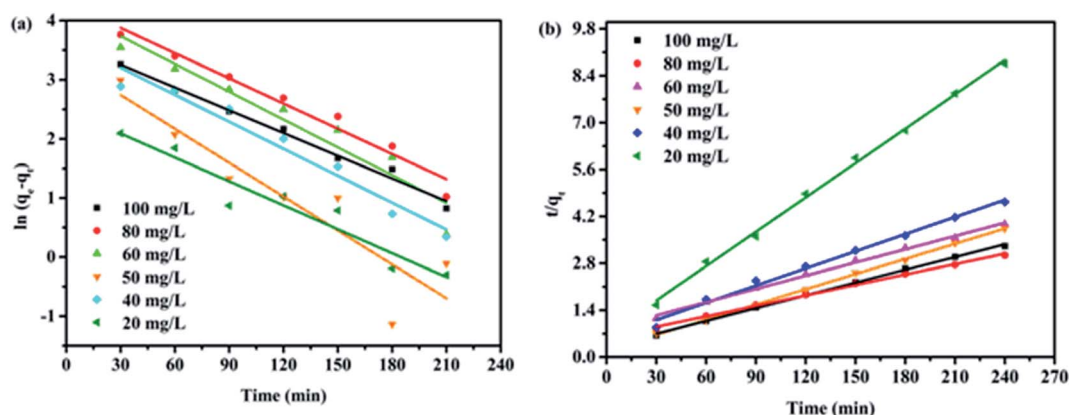 (a)
ln (qe-qt)
4
3
2
1
0
-1
100 mg/L
80 mg/L
60 mg/L
50 mg/L
40 mg/L
20 mg/L
0 30 60 90 120 150 180 210 240
Time (min)
(b)
t/qt
9.8
8.4
7.0
5.6
4.2
2.8
1.4
0.0
100 mg/L
80 mg/L
60 mg/L
50 mg/L
40 mg/L
20 mg/L
0 30 60 90 120 150 180 210 240 270
Time (min)